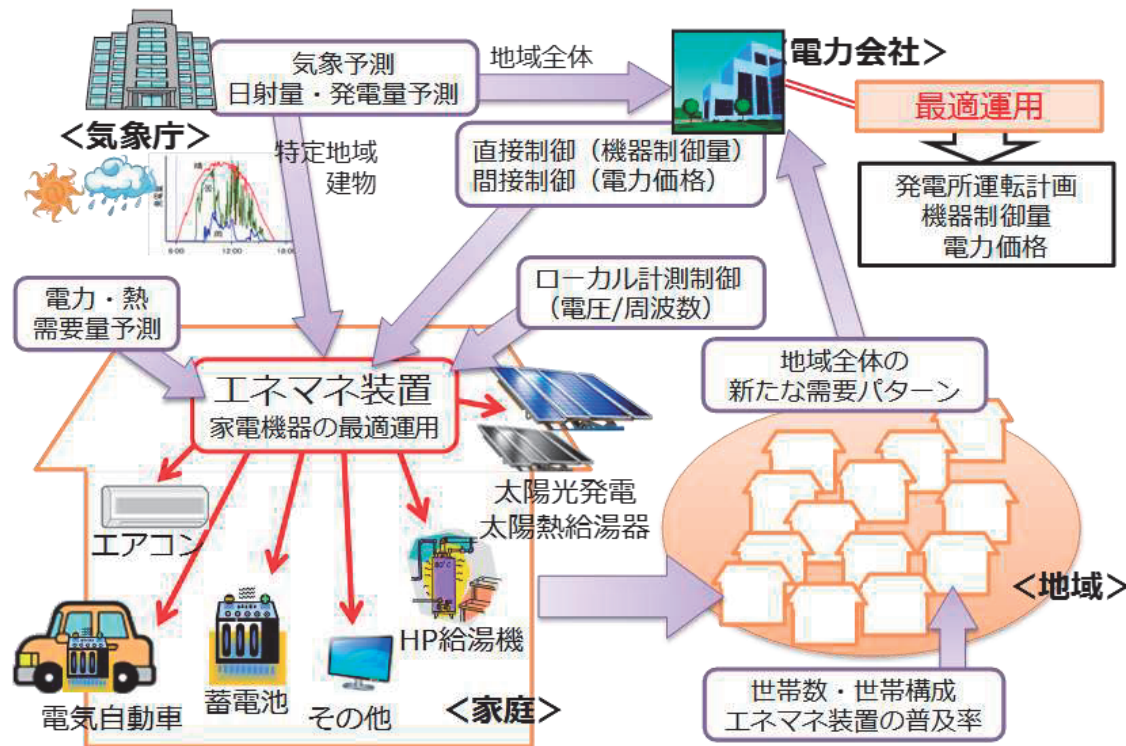 気象予測
日射量・発電量予測
地域全体
電力会社＞
最適運用
発電所運転計画
機器制御量
電力価格
＜気象庁＞
特定地域
建物
直接制御（機器制御量）
間接制御（電力価格）
6:00
12:00
18:00
電力・熱
需要量予測
ローカル計測制御
（電圧/周波数）
地域全体の
新たな需要パターン
エネマネ装置
家電機器の最適運用
太陽光発電
太陽熱給湯器
エアコン
HP給湯機
電気自動車
蓄電池
その他
＜家庭＞
＜地域＞
世帯数・世帯構成
エネマネ装置の普及率